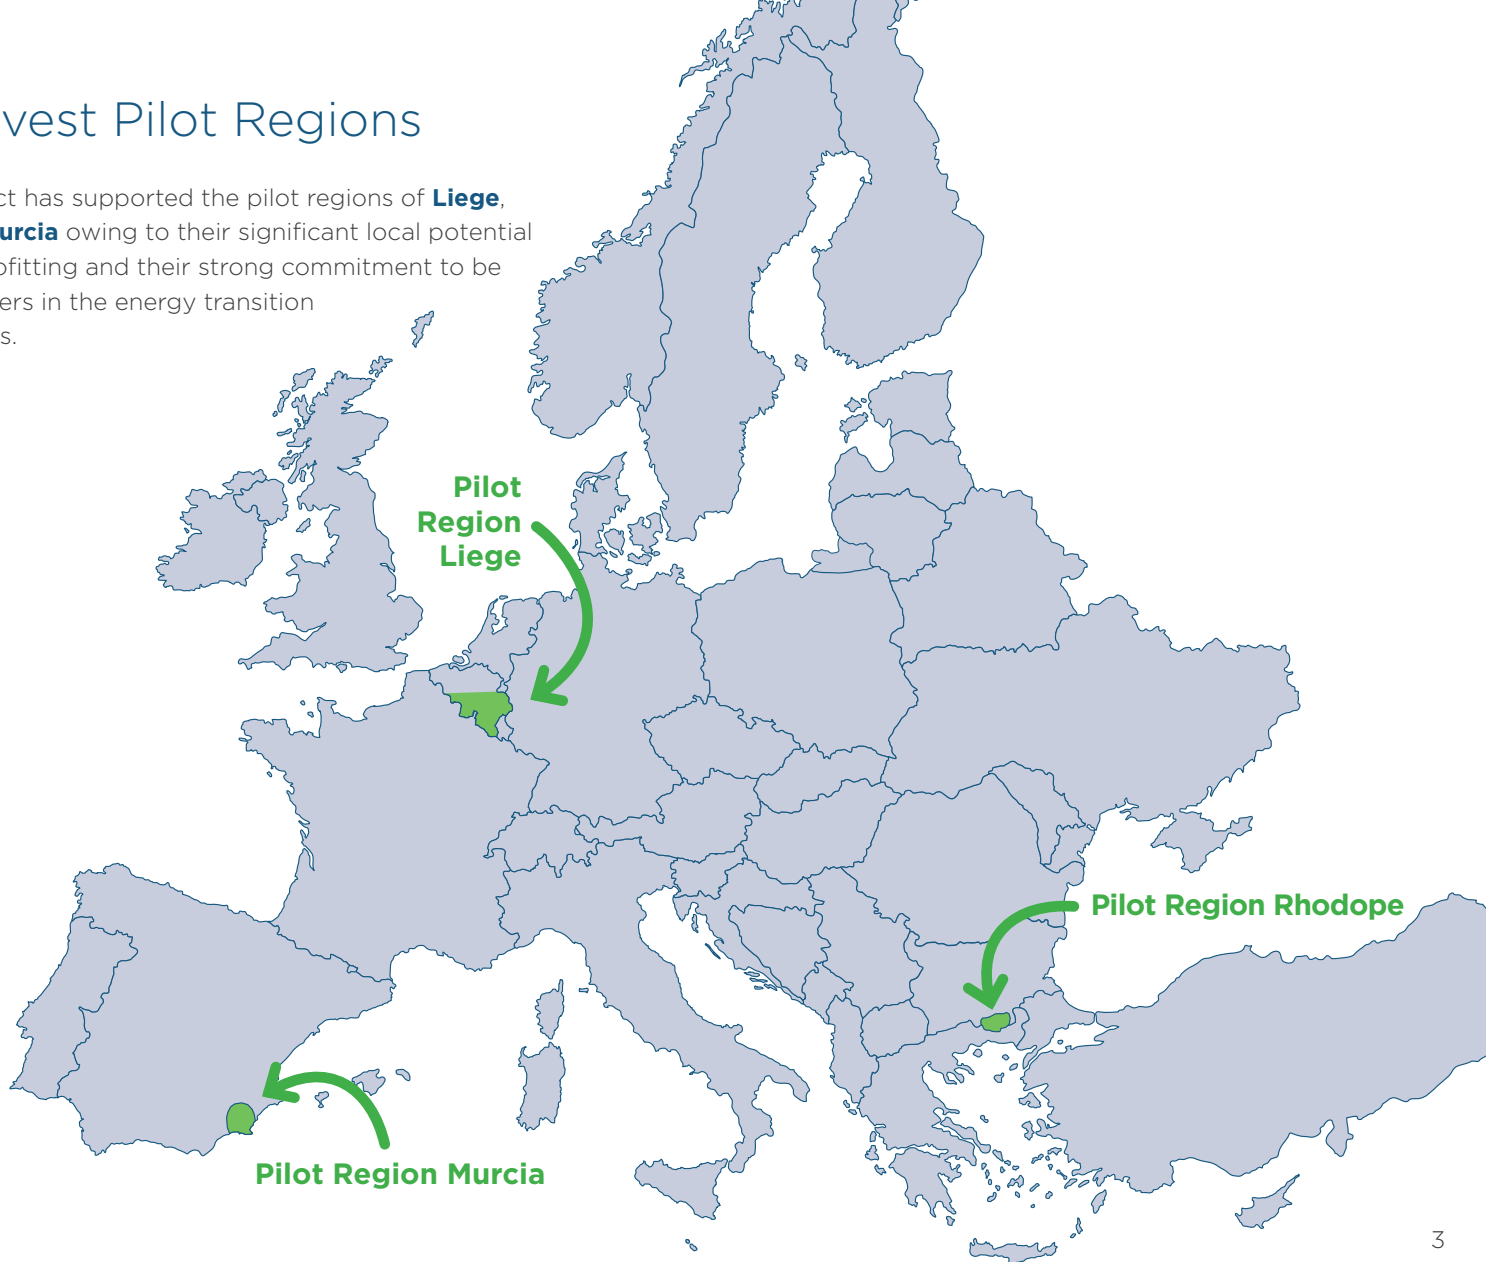 vest Pilot Regions
ct has supported the pilot regions of Liege,
urcia owing to their significant local potential
ofitting and their strong commitment to be
ers in the energy transition
s.
Pilot
Region
Liege
Pilot Region Rhodope
Pilot Region Murcia
3